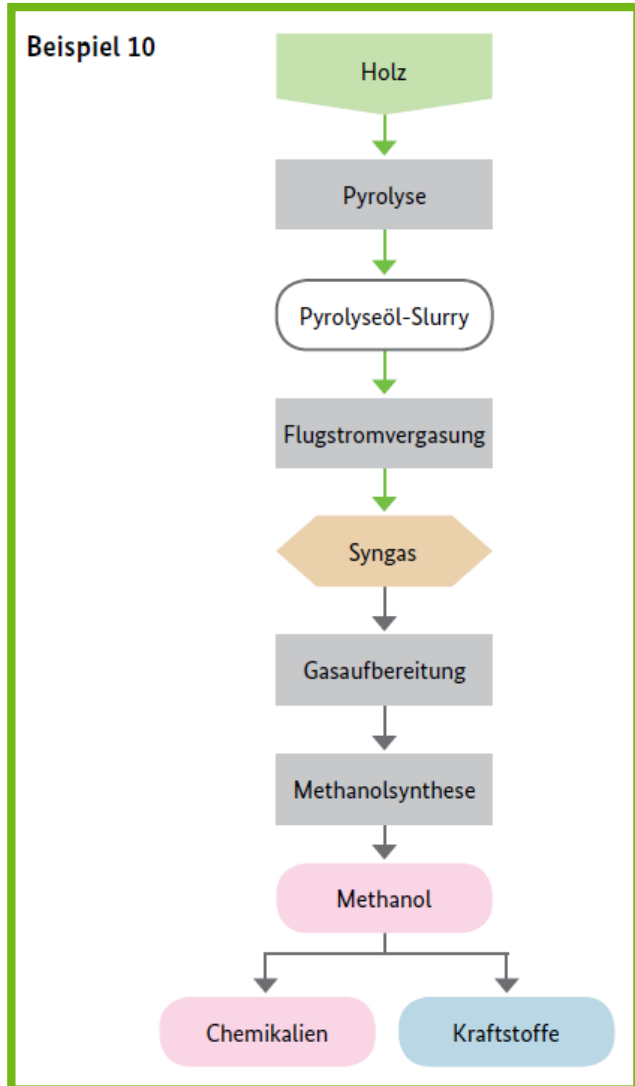 Beispiel 10
Holz
Pyrolyse
Pyrolyseöl-Slurry
Flugstromvergasung
Syngas
Gasaufbereitung
Methanolsynthese
Methanol
Chemikalien
Kraftstoffe